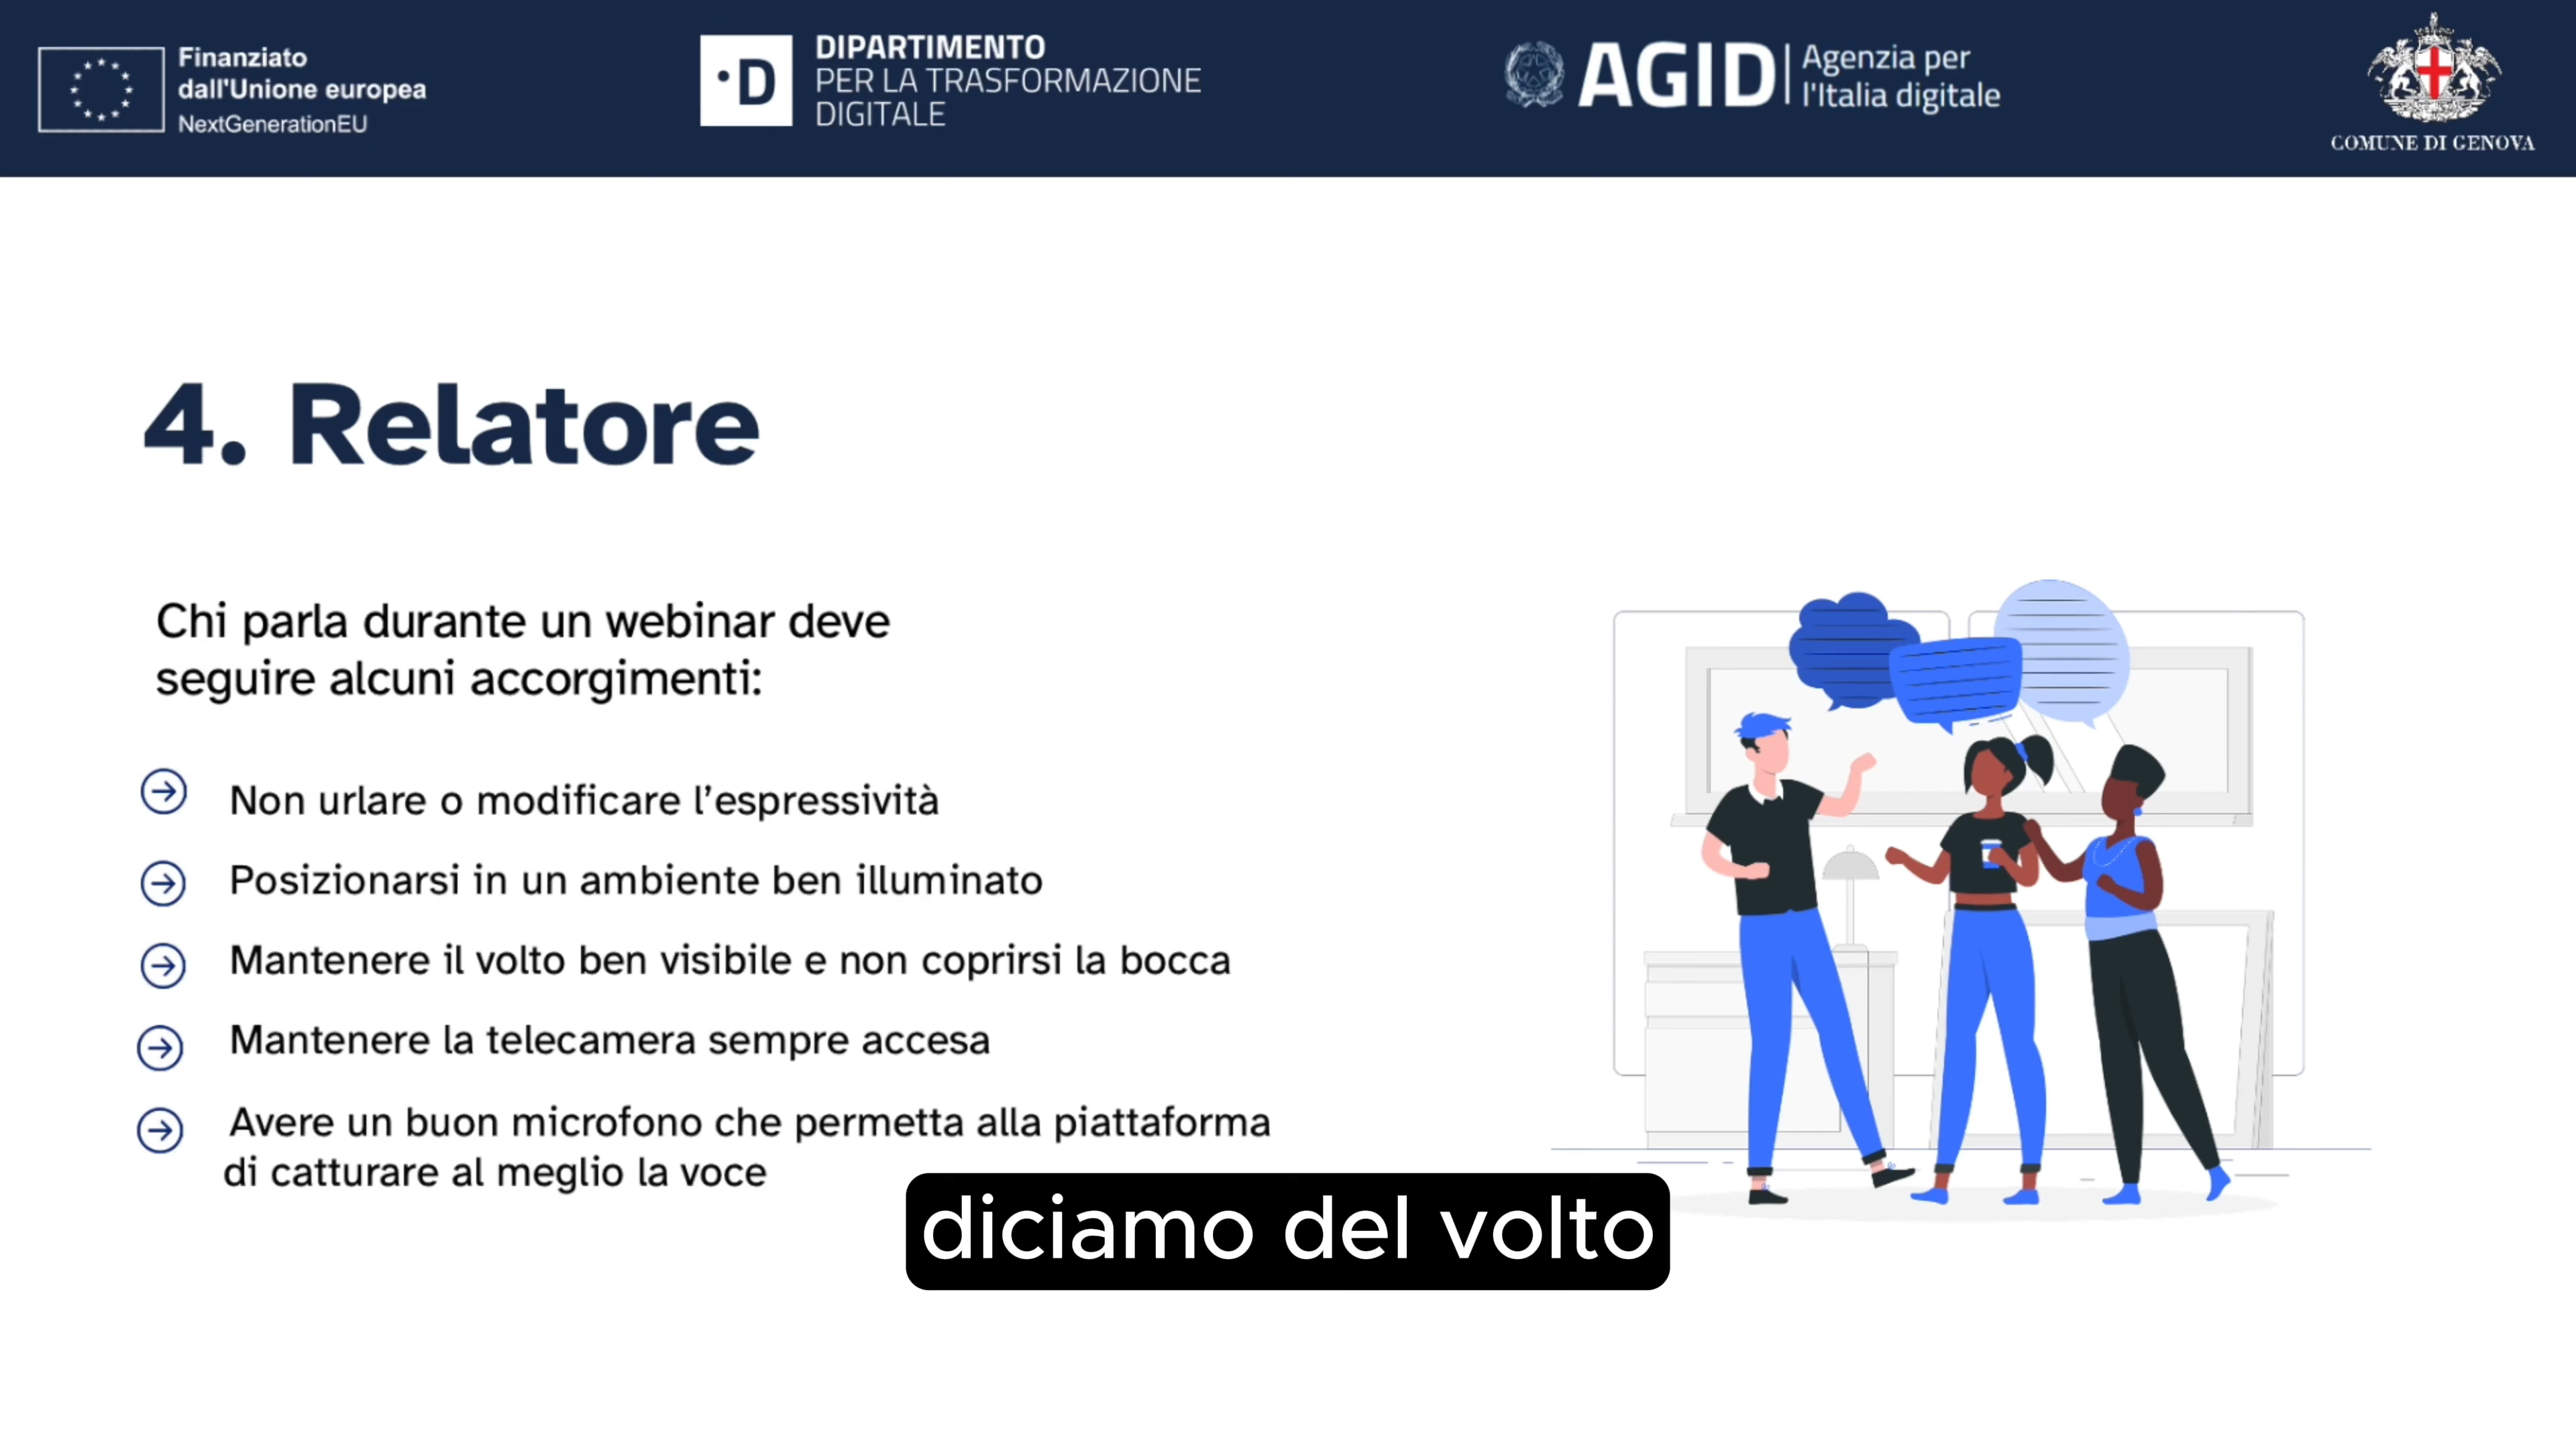 Finanziato
dall'Unione europea
NextGenerationEU
·D
DIPARTIMENTO
PER LA TRASFORMAZIONE
DIGITALE
AGID
Agenzia per
l'Italia digitale
COMUNE DI GENOVA
4. Relatore
Chi parla durante un webinar deve
seguire alcuni accorgimenti:
Non urlare o modificare l’espressività
Posizionarsi in un ambiente ben illuminato
Mantenere il volto ben visibile e non coprirsi la bocca
Mantenere la telecamera sempre accesa
Avere un buon microfono che permetta alla piattaforma
di catturare al meglio la voce
diciamo del volto